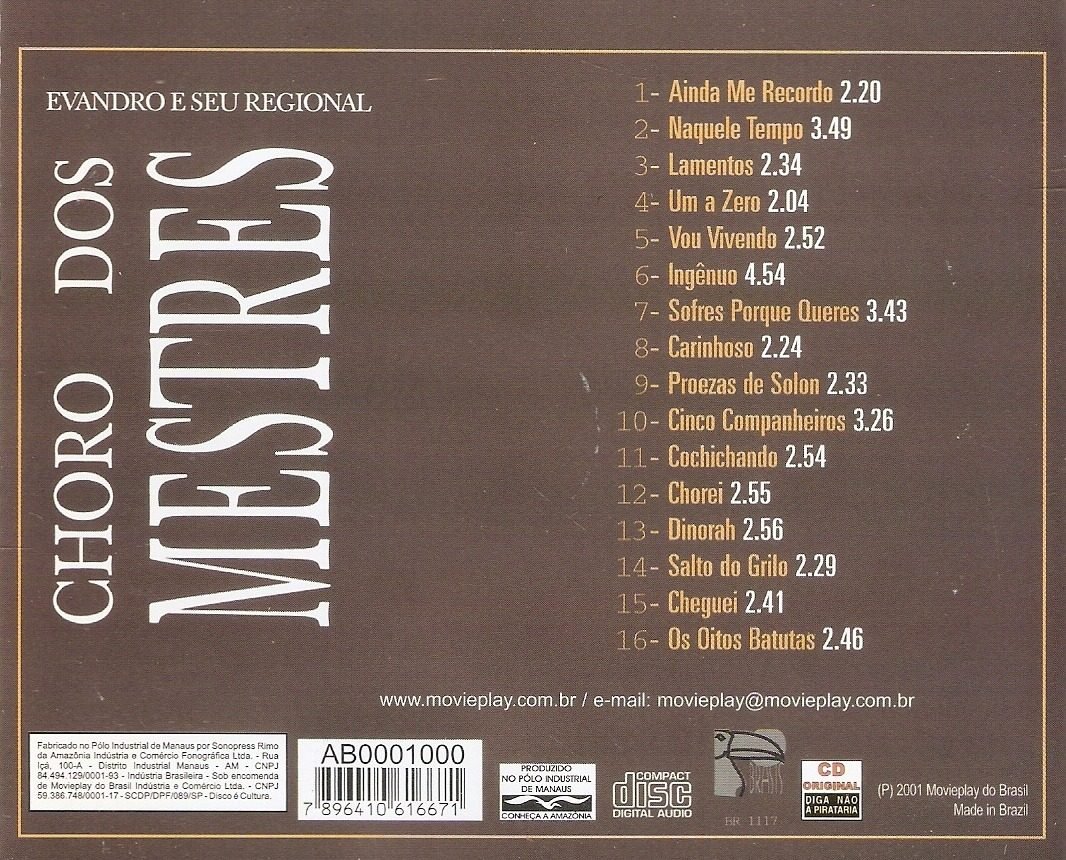 EVANDRO E SEU REGIONAL
CHORO DOS
MESTRES
1- Ainda Me Recordo 2.20
2- Naquele Tempo 3.49
3- Lamentos 2.34
4- Um a Zero 2.04
5- Vou Vivendo 2.52
6- Ingênuo 4.54
7- Sofres Porque Queres 3.43
8- Carinhoso 2.24
9- Proezas de Solon 2.33
10- Cinco Companheiros 3.26
11- Cochichando 2.54
12- Chorei 2.55
13- Dinorah 2.56
14- Salto do Grilo 2.29
15- Cheguei 2.41
16- Os Oitos Batutas 2.46
www.movieplay.com.br / e-mail: movieplay@movieplay.com.br
Fabricado no Pólo Industrial de Manaus por Sonopress Rimo
da Amazônia Indústria e Comércio Fonográfica Ltda. - Rua
Içá, 100-A - Distrito Industrial Manaus - AM - CNPJ
84.494.129/0001-93 - Indústria Brasileira - Sob encomenda
de Movieplay do Brasil Indústria e Comércio Ltda. - CNPJ
59.386.748/0001-17 - SCDP/DPF/089/SP - Disco é Cultura.
AB0001000
7 896410 616671
PRODUZIDO
NO PÓLO INDUSTRIAL
DE MANAUS
CONHEÇA A AMAZÔNIA
COMPACT
disc
DIGITAL AUDIO
BRASIS
BR 1117
CD
ORIGINAL
DIGA NÃO
A PIRATARIA
(P) 2001 Movieplay do Brasil
Made in Brazil